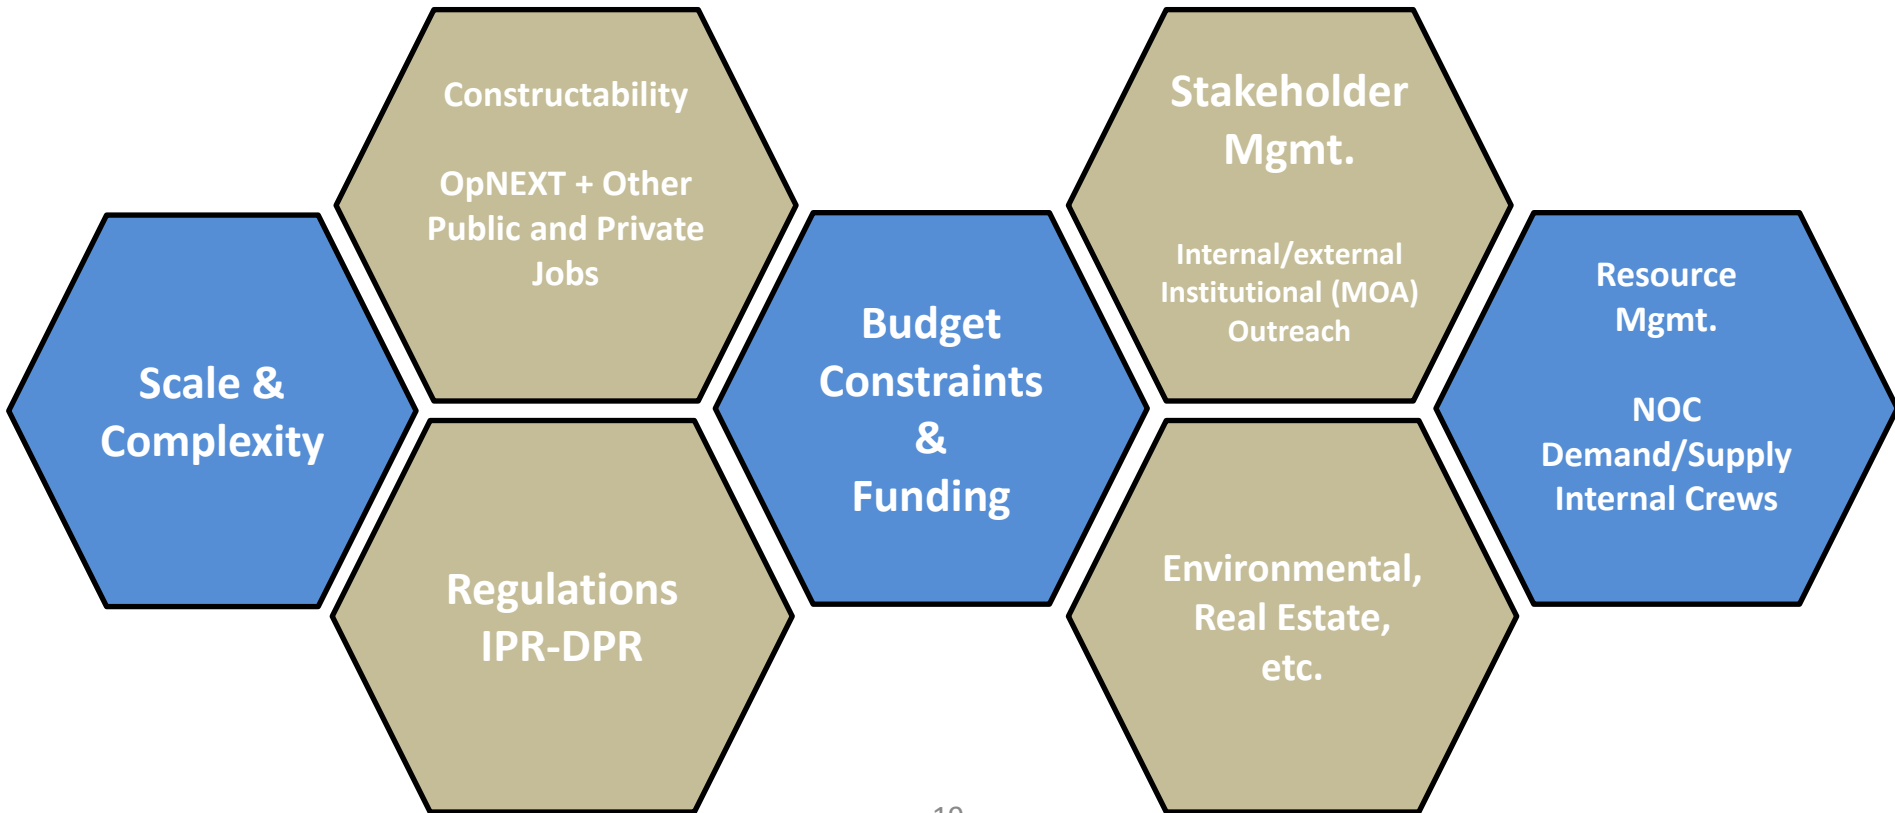 Scale &
Complexity
Constructability
OpNEXT + Other
Public and Private
Jobs
Regulations
IPR-DPR
Budget
Constraints
&
Funding
Stakeholder
Mgmt.
Internal/external
Institutional (MOA)
Outreach
Environmental,
Real Estate,
etc.
Resource
Mgmt.
NOC
Demand/Supply
Internal Crews